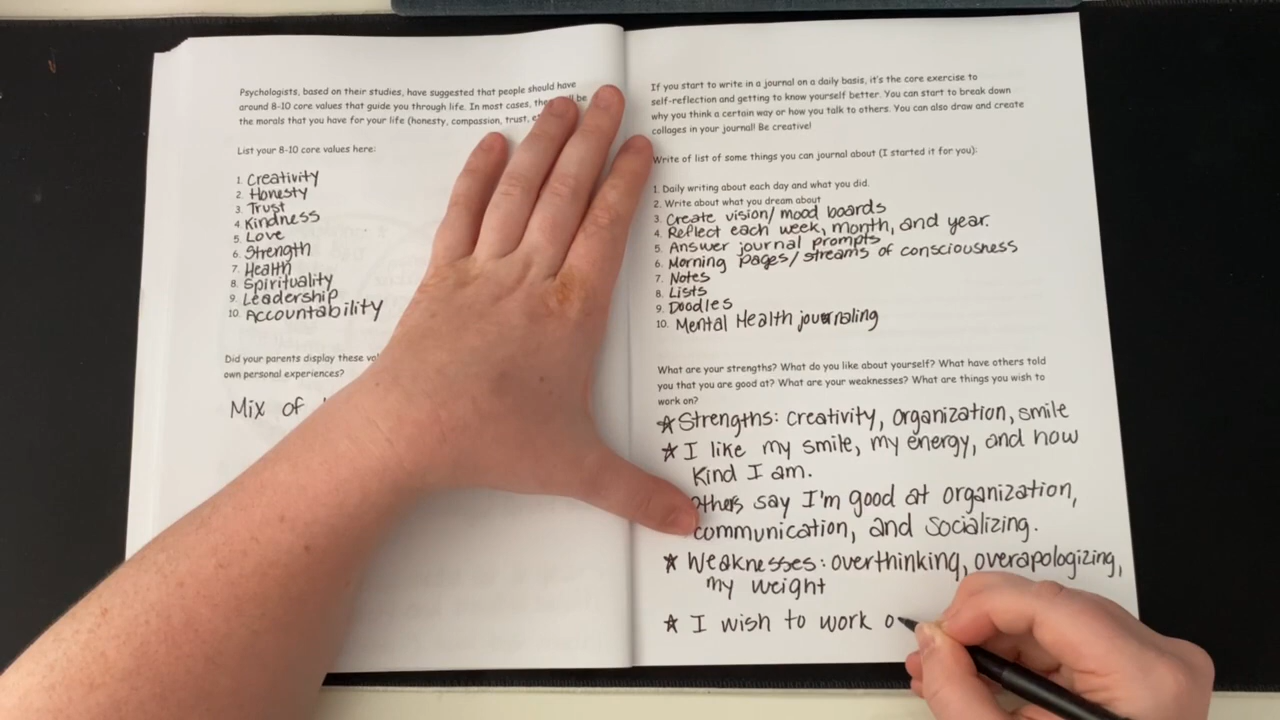 Psychologists, based on their studies, have suggested that people should have
around 8-10 core values that guide you through life. In most cases, be
the morals that you have for your life (honesty, compassion, trust,
List your 8-10 core values here:
1. Creativity
2. Honesty
3. Trust
4. Kindness
5. Love
6. Strength
7. Health
8. Spirituality
9. Leadership
10. Accountability
Did your parents display these
own personal experiences?
Mix of
If you start to write in a journal on a daily basis, it's the core exercise to
self-reflection and getting to know yourself better. You can start to break down
why you think a certain way or how you talk to others. You can also draw and create
collages in your journal! Be creative!
Write of list of some things you can journal about (I started it for you):
1. Daily writing about each day and what you did.
2. Write about what you dream about
3. Create vision/mood boards
4. Reflect each week, month, and year.
5. Answer journal prompts
6. Morning pages/streams of consciousness
7. Notes
8. Lists
9. Doodles
10. Mental Health journaling
What are your strengths? What do you like about yourself? What have others told
you that you are good at? What are your weaknesses? What are things you wish to
work on?
☆ Strengths: creativity, organization, smile
☆ I like my smile, my energy, and how
kind I am.
Others say I'm good at organization,
communication, and socializing.
☆ Weaknesses: overthinking, overapologizing,
my weight
☆ I wish to work o